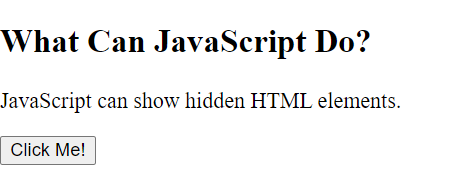 What Can JavaScript Do?
JavaScript can show hidden HTML elements.
Click Me!